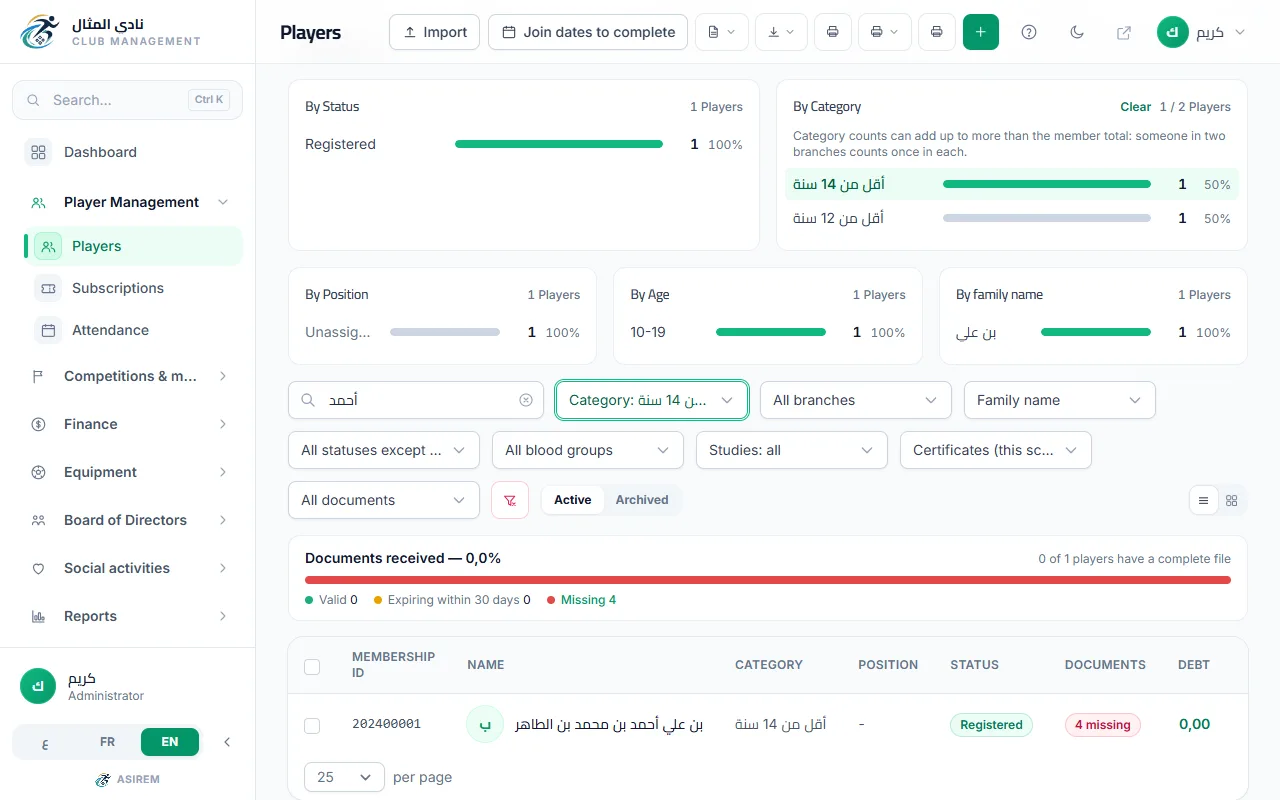 نادي المثال
CLUB MANAGEMENT
Search...
Ctrl K
Dashboard
Player Management
Players
Subscriptions
Attendance
Competitions & m...
Finance
Equipment
Board of Directors
Social activities
Reports
كريم
Administrator
ع
FR
EN
ASIREM
Players
Import
Join dates to complete
ك
كريم
By Status
1 Players
Registered
1
100%
By Category
Clear
1 / 2 Players
Category counts can add up to more than the member total: someone in two
branches counts once in each.
أقل من 14 سنة
1
50%
أقل من 12 سنة
1
50%
By Position
1 Players
Unassig...
1
100%
By Age
1 Players
10-19
1
100%
By family name
1 Players
بن علي
1
100%
أحمد
Category: ن 14 سنة...
All branches
Family name
All statuses except ...
All blood groups
Studies: all
Certificates (this sc...
All documents
Active
Archived
Documents received — 0,0%
0 of 1 players have a complete file
Valid 0
Expiring within 30 days 0
Missing 4
MEMBERSHIP
ID
NAME
CATEGORY
POSITION
STATUS
DOCUMENTS
DEBT
202400001
ب
بن علي أحمد بن محمد بن الطاهر
أقل من 14 سنة
-
Registered
4 missing
0,00
25
per page